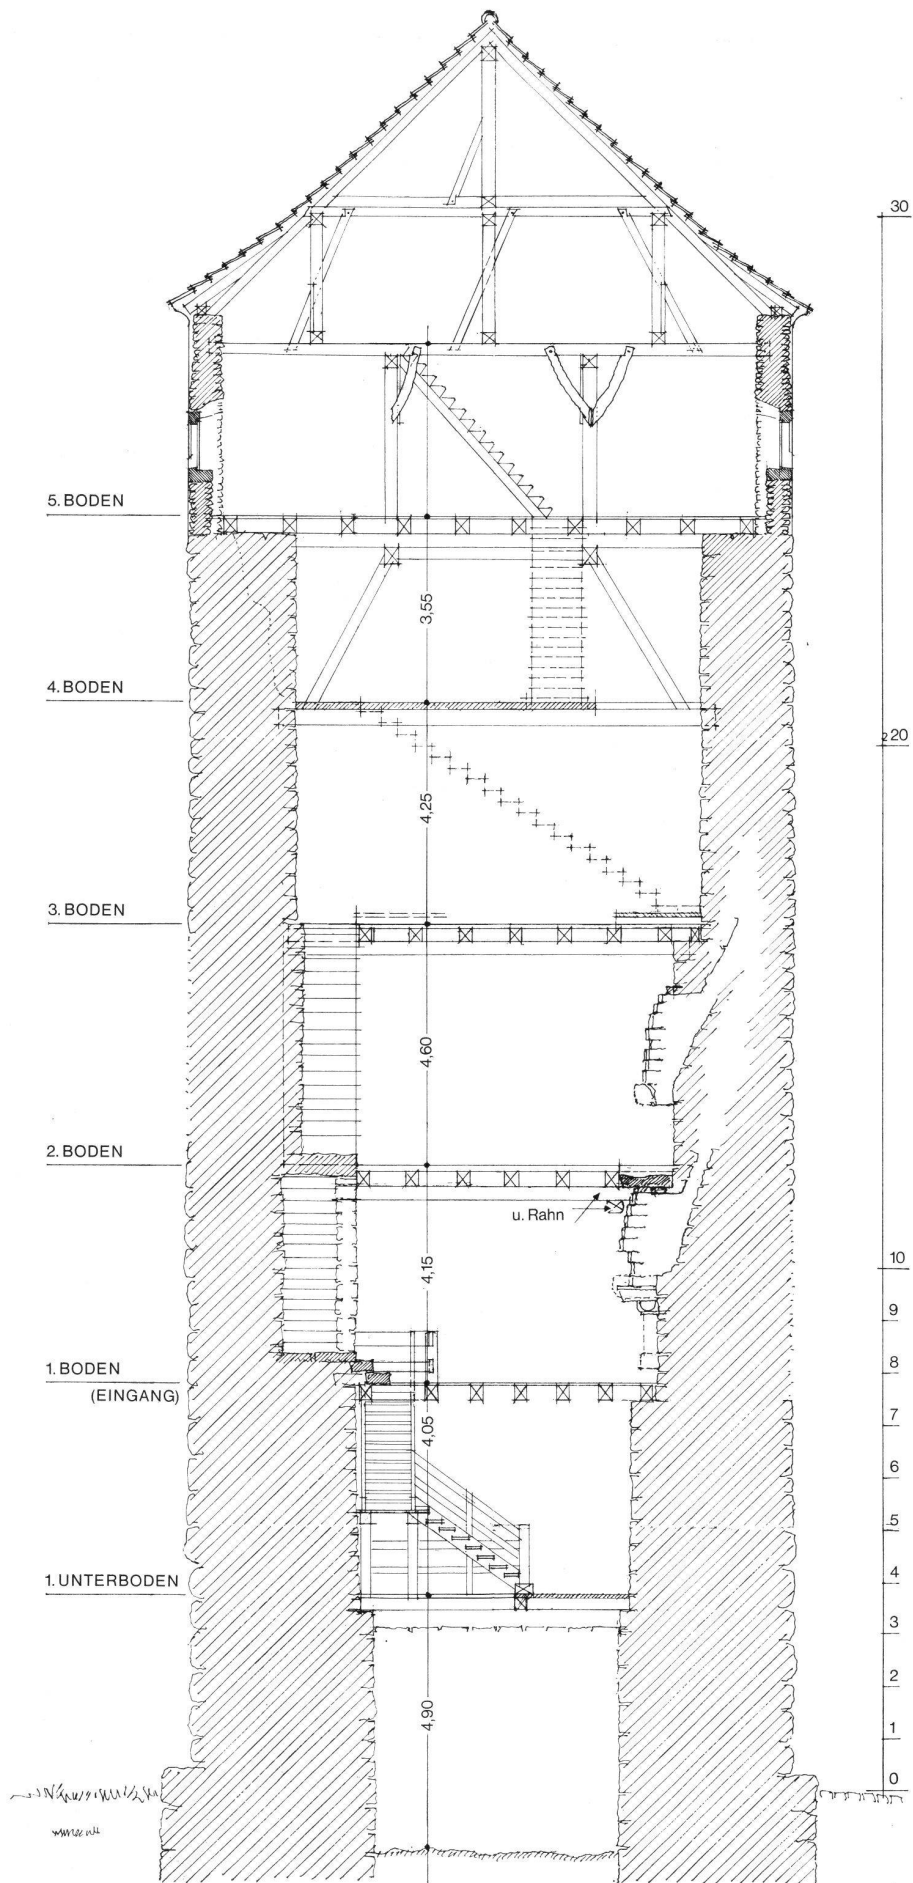 30
5. BODEN
3,55
4. BODEN
20
4,25
3. BODEN
4,60
2. BODEN
u. Rahn
10
4,15
9
8
1. BODEN
(EINGANG)
7
4,05
6
5
1. UNTERBODEN
4
3
2
4,90
1
0